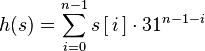 h(s) = \sum_{i=0}^{n-1} s[i] \cdot 31^{n-1-i}